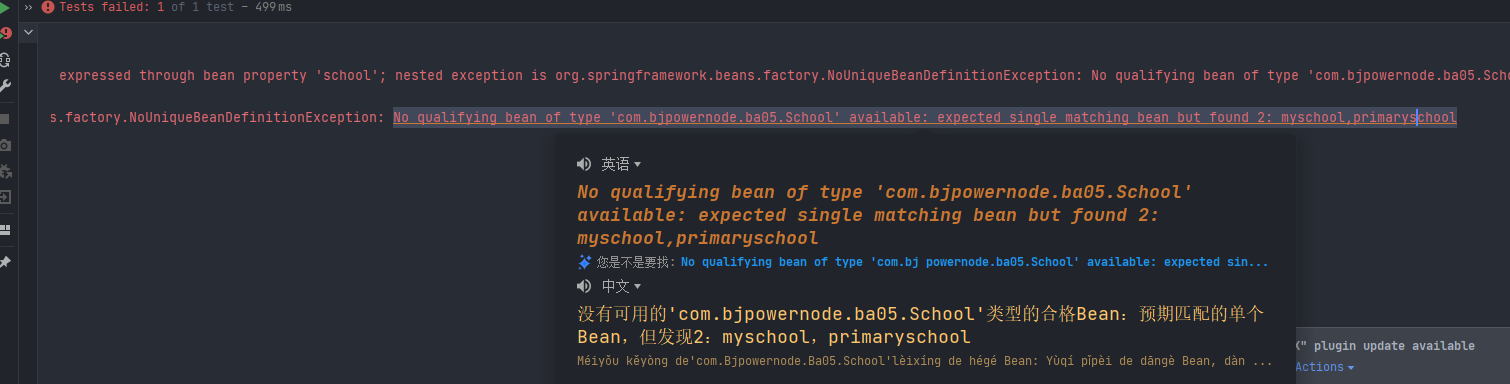 Tests failed: 1 of 1 test – 499 ms
expressed through bean property 'school'; nested exception is org.springframework.beans.factory.NoUniqueBeanDefinitionException: No qualifying bean of type 'com.bjpowernode.ba05.Scho
s.factory.NoUniqueBeanDefinitionException: No qualifying bean of type 'com.bjpowernode.ba05.School' available: expected single matching bean but found 2: myschool,primaryschool
英语
No qualifying bean of type 'com.bjpowernode.ba05.School'
available: expected single matching bean but found 2:
myschool,primaryschool
您是不是要找: No qualifying bean of type 'com.bj powernode.ba05.School' available: expected sin...
中文
没有可用的'com.bjpowernode.ba05.School'类型的合格Bean：预期匹配的单个
Bean，但发现2：myschool，primaryschool
Méiyǒu kěyòng de'com.Bjpowernode.Ba05.School'lèixíng de hégé Bean: Yùqí pǐpèi de dāngè Bean, dàn ...
X" plugin update available
Actions